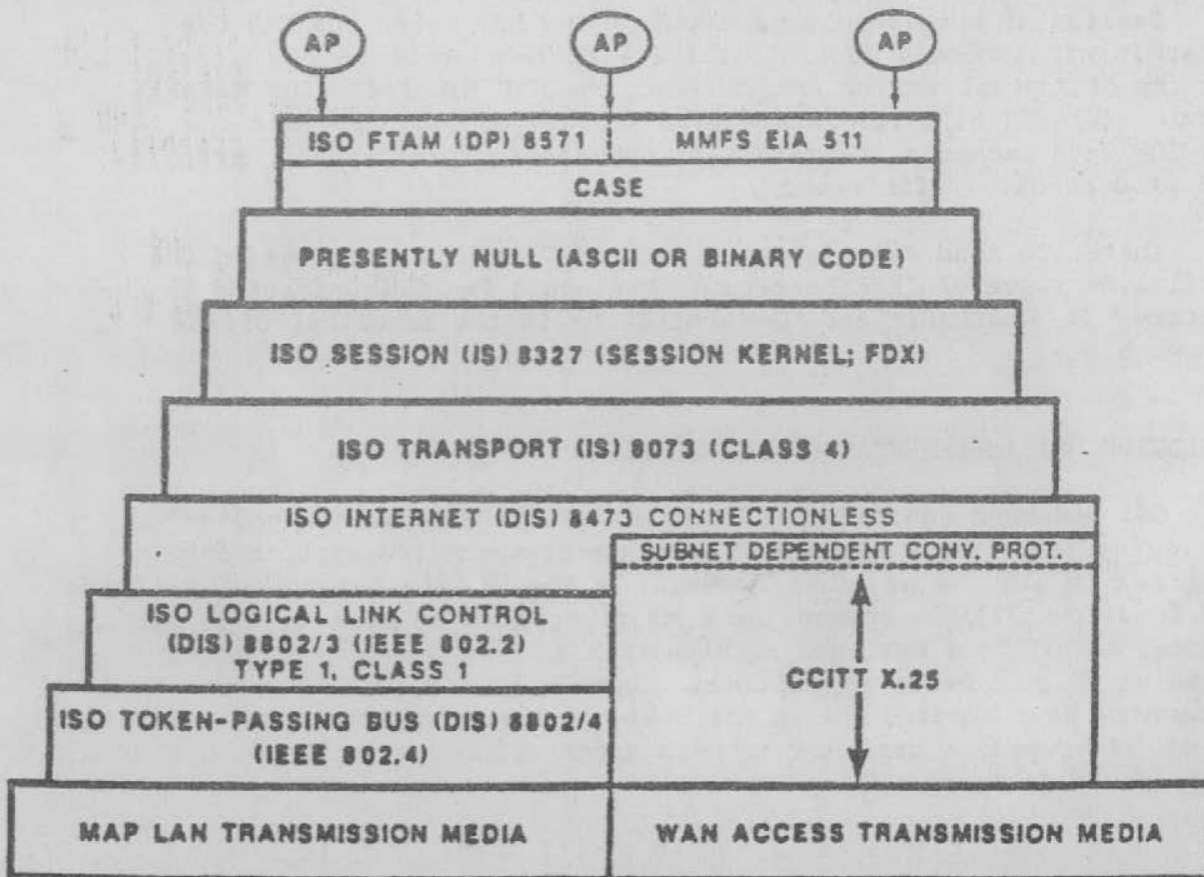 AP
AP
AP
ISO FTAM (DP) 8571
MMFS EIA 511
CASE
PRESENTLY NULL (ASCII OR BINARY CODE)
ISO SESSION (IS) 8327 (SESSION KERNEL; FDX)
ISO TRANSPORT (IS) 8073 (CLASS 4)
ISO INTERNET (DIS) 8473 CONNECTIONLESS
SUBNET DEPENDENT CONV. PROT.
ISO LOGICAL LINK CONTROL
(DIS) 8802/3 (IEEE 802.2)
TYPE 1, CLASS 1
CCITT X.25
ISO TOKEN-PASSING BUS (DIS) 8802/4
(IEEE 802.4)
MAP LAN TRANSMISSION MEDIA
WAN ACCESS TRANSMISSION MEDIA